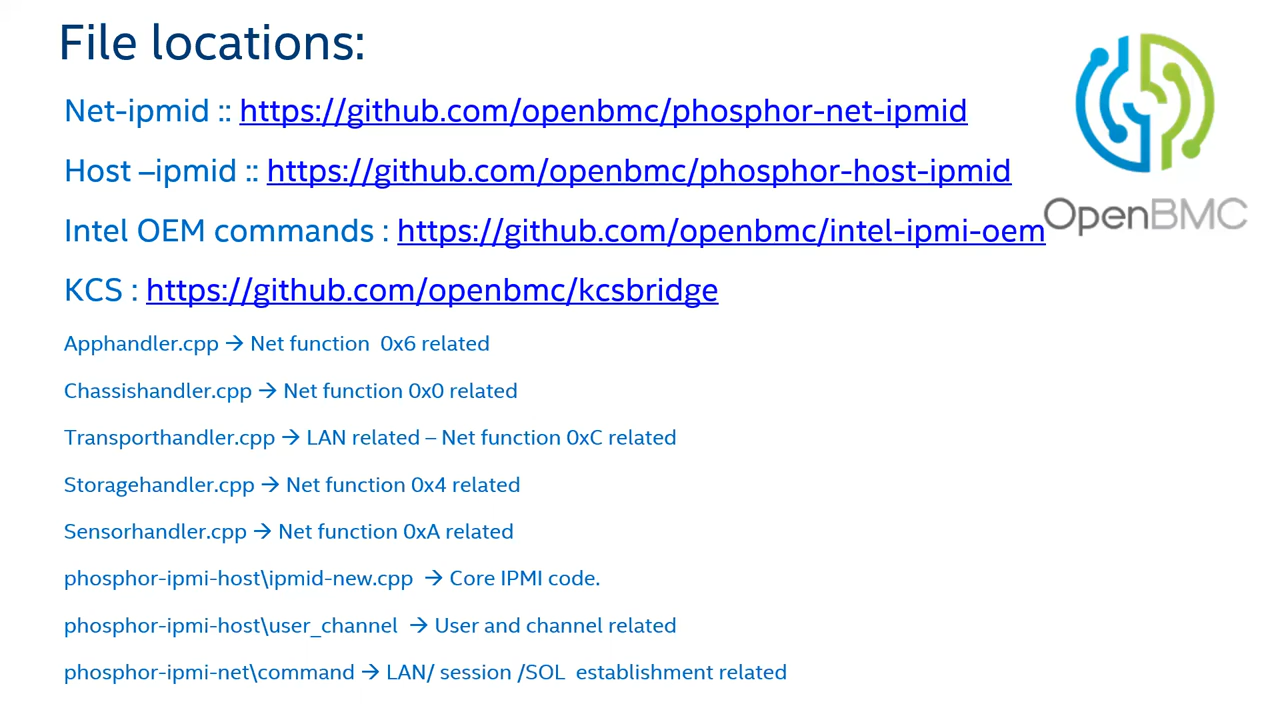 File locations:
Net-ipmid :: https://github.com/openbmc/phosphor-net-ipmid
Host –ipmid :: https://github.com/openbmc/phosphor-host-ipmid
Intel OEM commands : https://github.com/openbmc/intel-ipmi-oem
OpenBMC
KCS : https://github.com/openbmc/kcsbridge
Apphandler.cpp → Net function 0x6 related
Chassishandler.cpp → Net function 0x0 related
Transporthandler.cpp → LAN related – Net function 0xC related
Storagehandler.cpp → Net function 0x4 related
Sensorhandler.cpp → Net function 0xA related
phosphor-ipmi-host\ipmid-new.cpp → Core IPMI code.
phosphor-ipmi-host\user_channel → User and channel related
phosphor-ipmi-net\command → LAN/ session /SOL establishment related